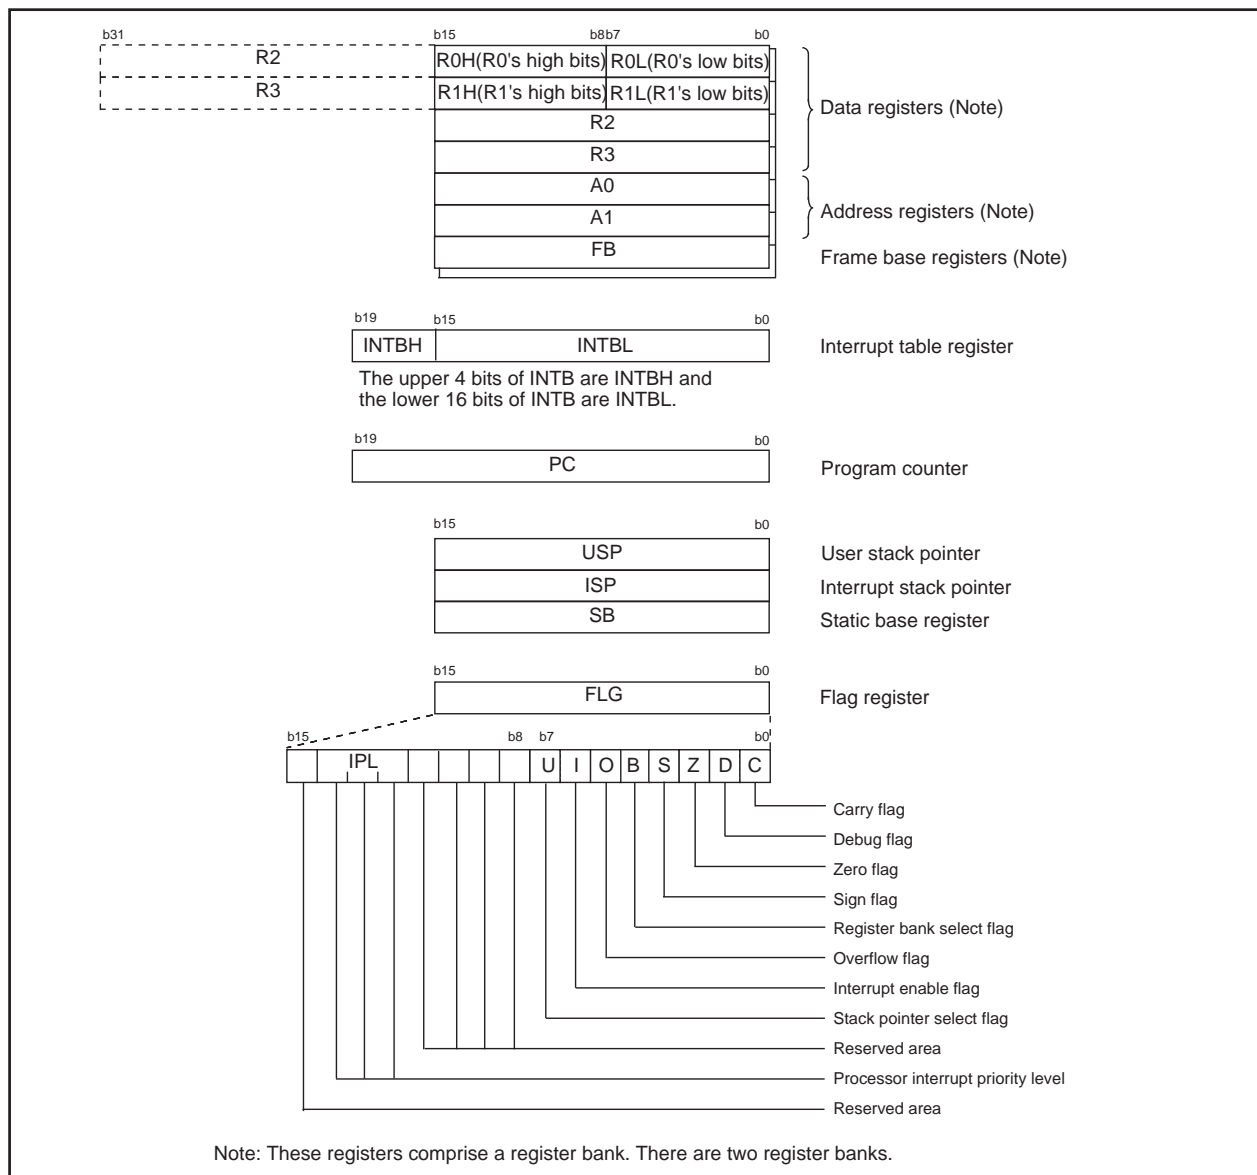 b31 b15 b8b7 b0
R2 R0H(R0's high bits) R0L(R0's low bits)
R3 R1H(R1's high bits) R1L(R1's low bits)
Data registers (Note)
R2
R3
A0
A1
Address registers (Note)
FB
Frame base registers (Note)
b19 b15 b0
INTBH INTBL Interrupt table register
The upper 4 bits of INTB are INTBH and
the lower 16 bits of INTB are INTBL.
b19 b0
PC Program counter
b15 b0
USP User stack pointer
ISP Interrupt stack pointer
SB Static base register
b15 b0
FLG Flag register
b15 b8 b7 b0
IPL U I O B S Z D C
Carry flag
Debug flag
Zero flag
Sign flag
Register bank select flag
Overflow flag
Interrupt enable flag
Stack pointer select flag
Reserved area
Processor interrupt priority level
Reserved area
Note: These registers comprise a register bank. There are two register banks.